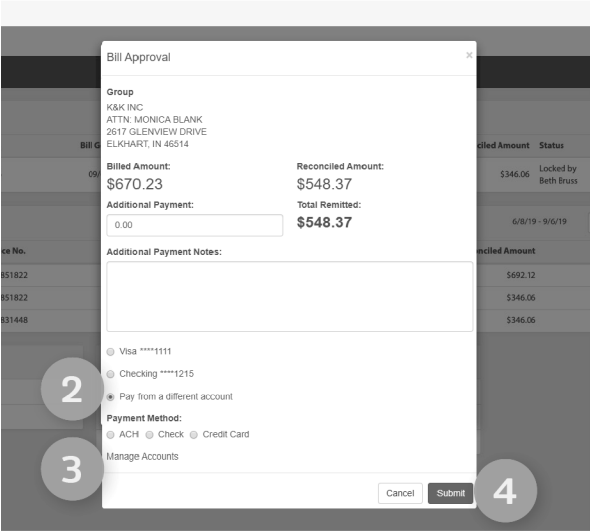 Bill Approval ×
Group
K&K INC
ATTN: MONICA BLANK
2617 GLENVIEW DRIVE
ELKHART, IN 46514
Bill G
ciled Amount Status
Billed Amount: Reconciled Amount:
09/
$670.23 $548.37
$346.06 Locked by
Beth Bruss
Additional Payment: Total Remitted:
0.00 $548.37
6/8/19 - 9/6/19
ce No.
Additional Payment Notes:
nciled Amount
851822 $692.12
851822 $346.06
831448 $346.06
Visa ****1111
Checking ****1215
2
Pay from a different account
Payment Method:
ACH Check Credit Card
3
Manage Accounts
Cancel Submit
4